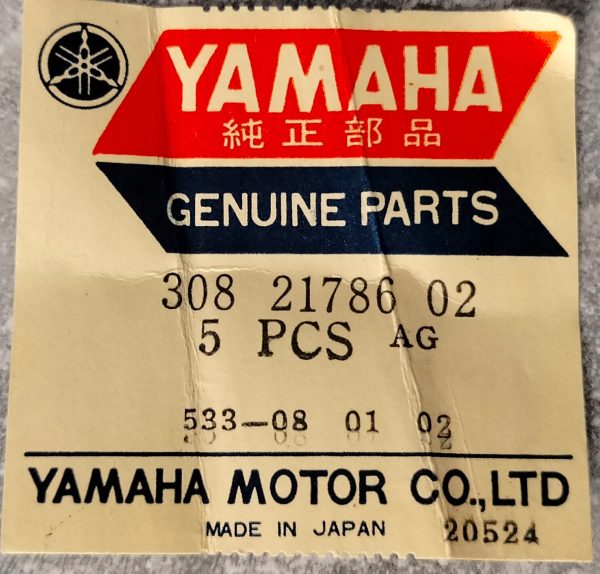 YAMAHA
純正部品
GENUINE PARTS
308 21786 02
5 PCS AG
533-08 01 02
YAMAHA MOTOR CO.,LTD
MADE IN JAPAN 20524